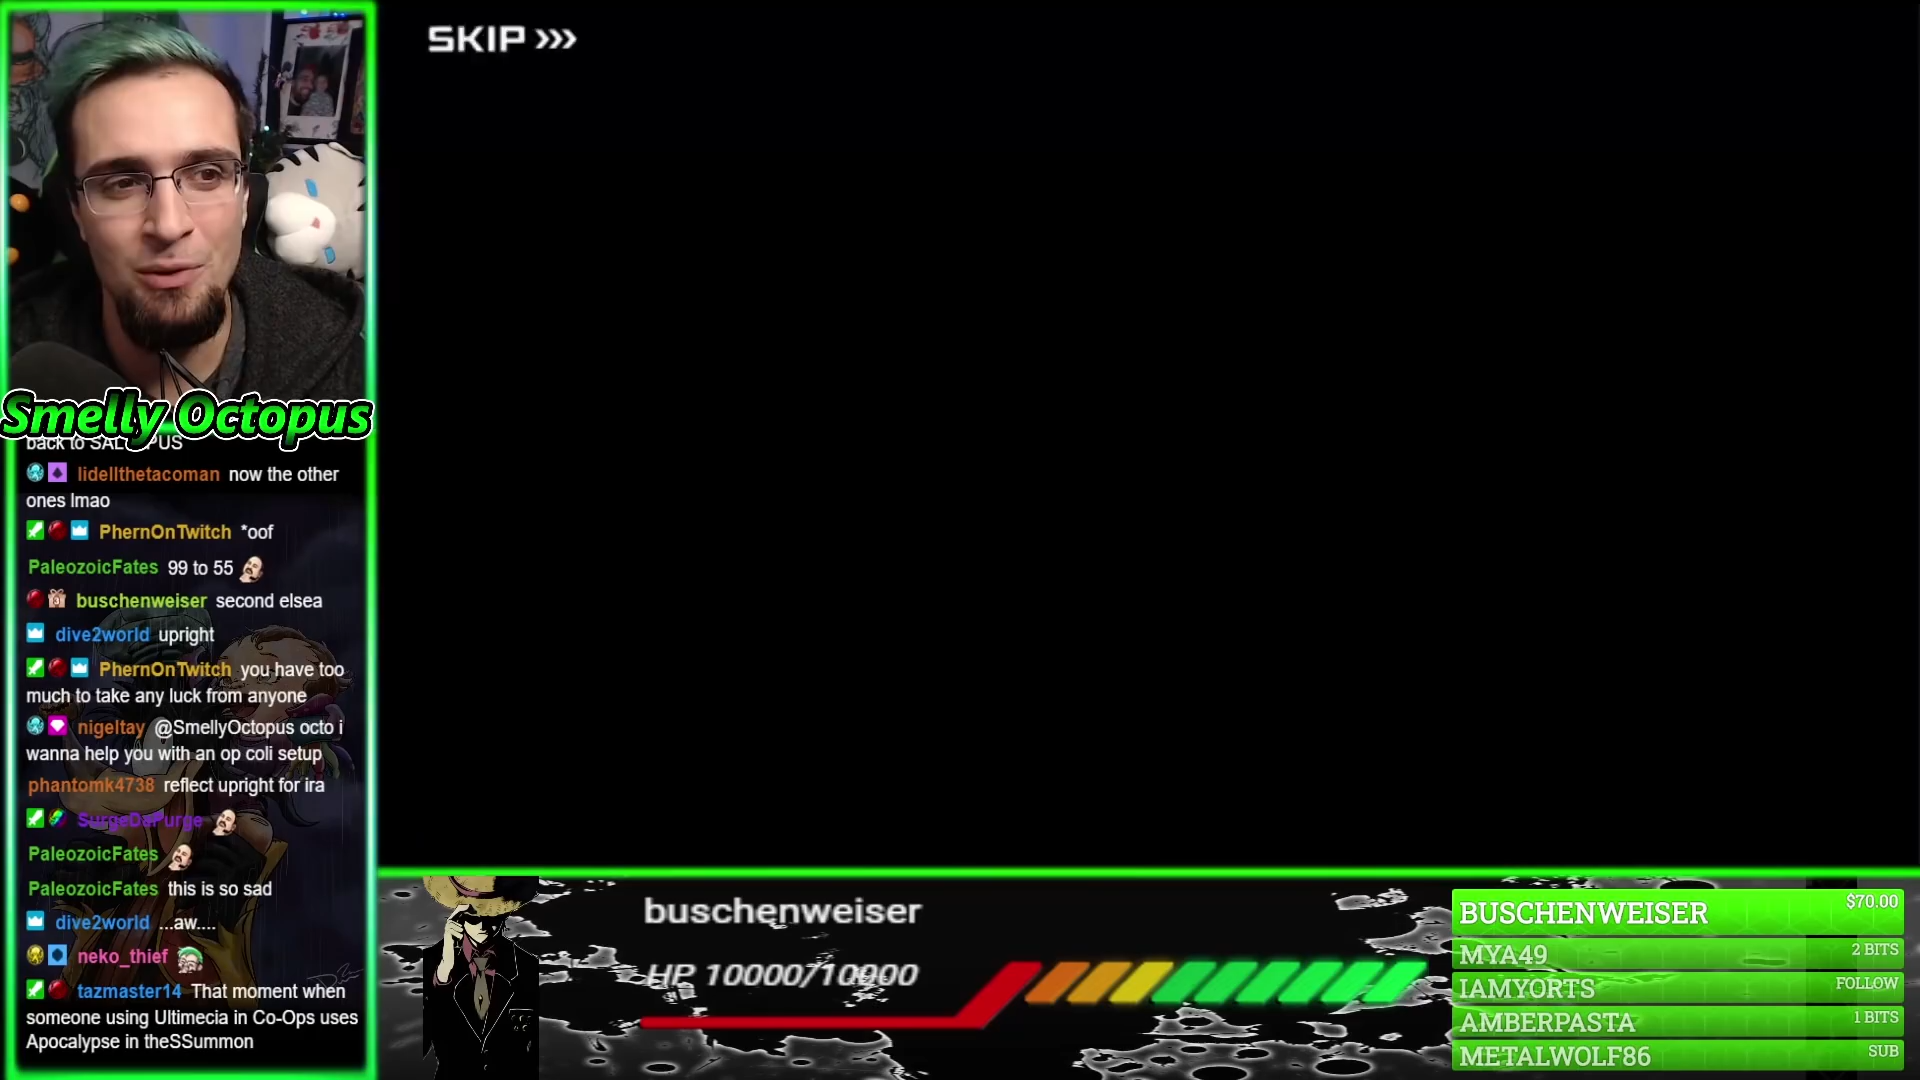 SKIP >>>
Smelly Octopus
back to SAL
PUS
lidellthetacoman now the other
ones lmao
PhernOnTwitch *oof
PaleozoicFates 99 to 55
buschenweiser second elsea
dive2world upright
PhernOnTwitch you have too
much to take any luck from anyone
nigeltay @SmellyOctopus octo i
wanna help you with an op coli setup
phantomk4738 reflect upright for ira
SurgeDaPurge
PaleozoicFates
PaleozoicFates this is so sad
dive2world ...aw....
neko_thief
tazmaster14 That moment when
someone using Ultimecia in Co-Ops uses
Apocalypse in theSSummon
buschenweiser
HP 10000/10000
BUSCHENWEISER $70.00
MYA49 2 BITS
IAMYORTS FOLLOW
AMBERPASTA 1 BITS
METALWOLF86 SUB